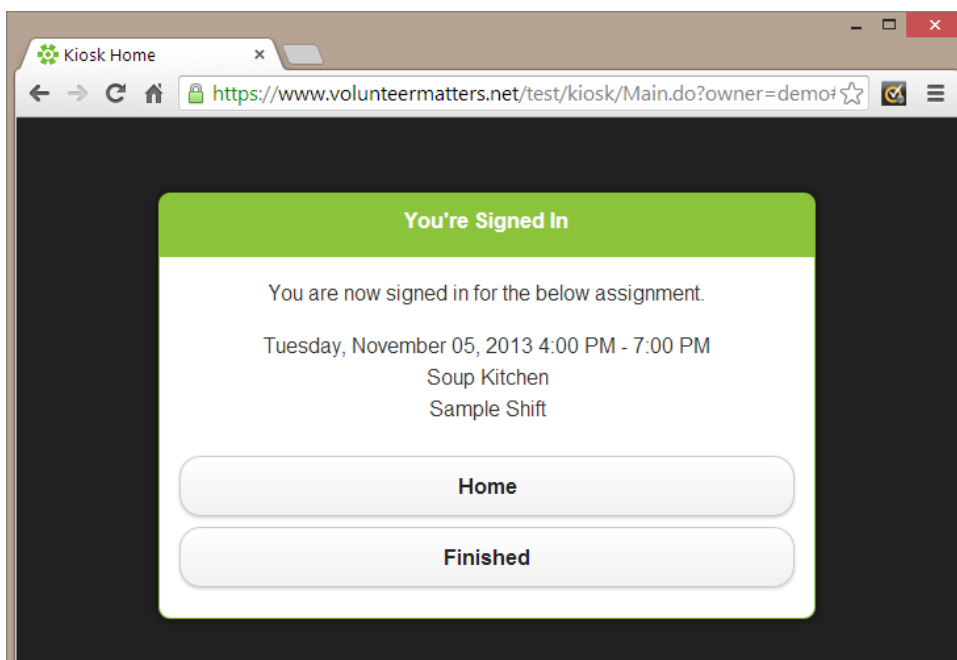 Kiosk Home
https://www.volunteermatters.net/test/kiosk/Main.do?owner=demo#
You're Signed In
You are now signed in for the below assignment.
Tuesday, November 05, 2013 4:00 PM - 7:00 PM
Soup Kitchen
Sample Shift
Home
Finished